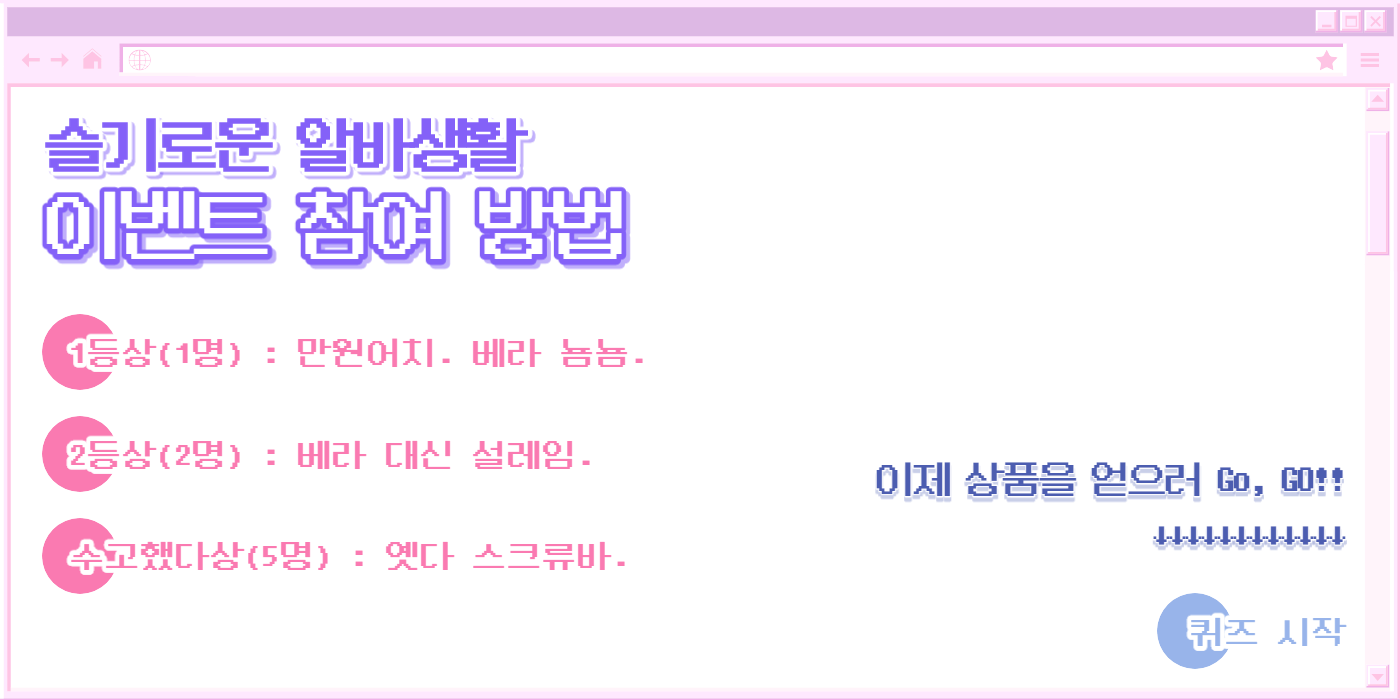 슬기로운 알바생활
이벤트 참여 방법
1등상(1명) : 만원어치. 베라 뇸뇸.
2등상(2명) : 베라 대신 설레임.
수고했다상(5명) : 옛다 스크류바.
이제 상품을 얻으러 Go, GO!!
↓↓↓↓↓↓↓↓↓↓↓↓
퀴즈 시작